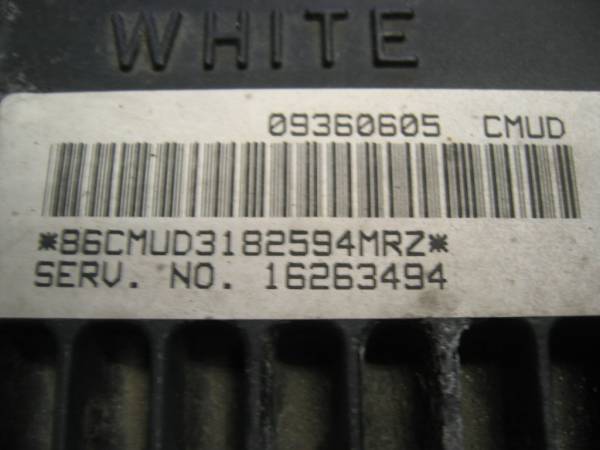 WHITE
09360605 CMUD
*86CMUD3182594MRZ*
SERV. NO. 16263494